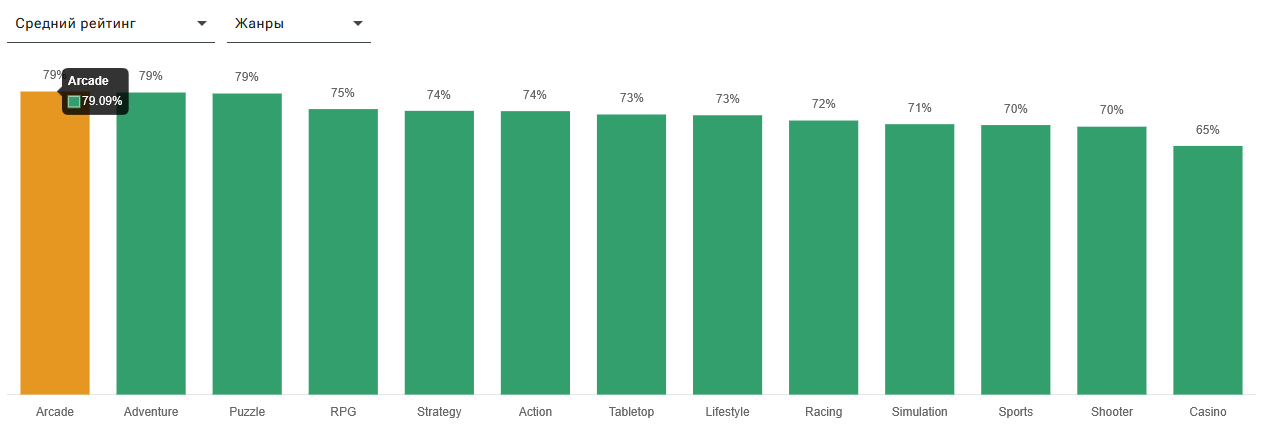 Средний рейтинг Жанры
79% 79% 79% 75% 74% 74% 73% 73% 72% 71% 70% 70% 65%
Arcade
79.09%
Arcade Adventure Puzzle RPG Strategy Action Tabletop Lifestyle Racing Simulation Sports Shooter Casino